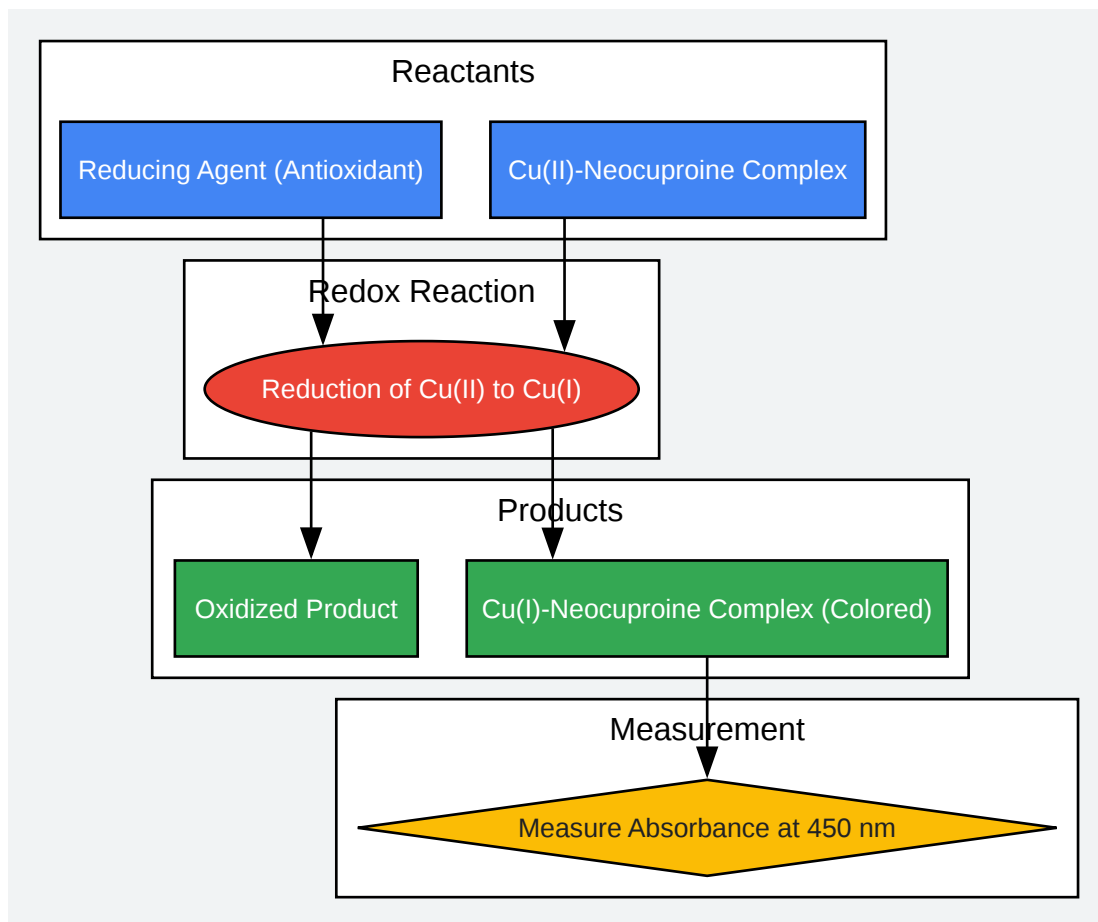 Reactants
Reducing Agent (Antioxidant)
Cu(II)-Neocuproine Complex
Redox Reaction
Reduction of Cu(II) to Cu(I)
Products
Oxidized Product
Cu(I)-Neocuproine Complex (Colored)
Measurement
Measure Absorbance at 450 nm